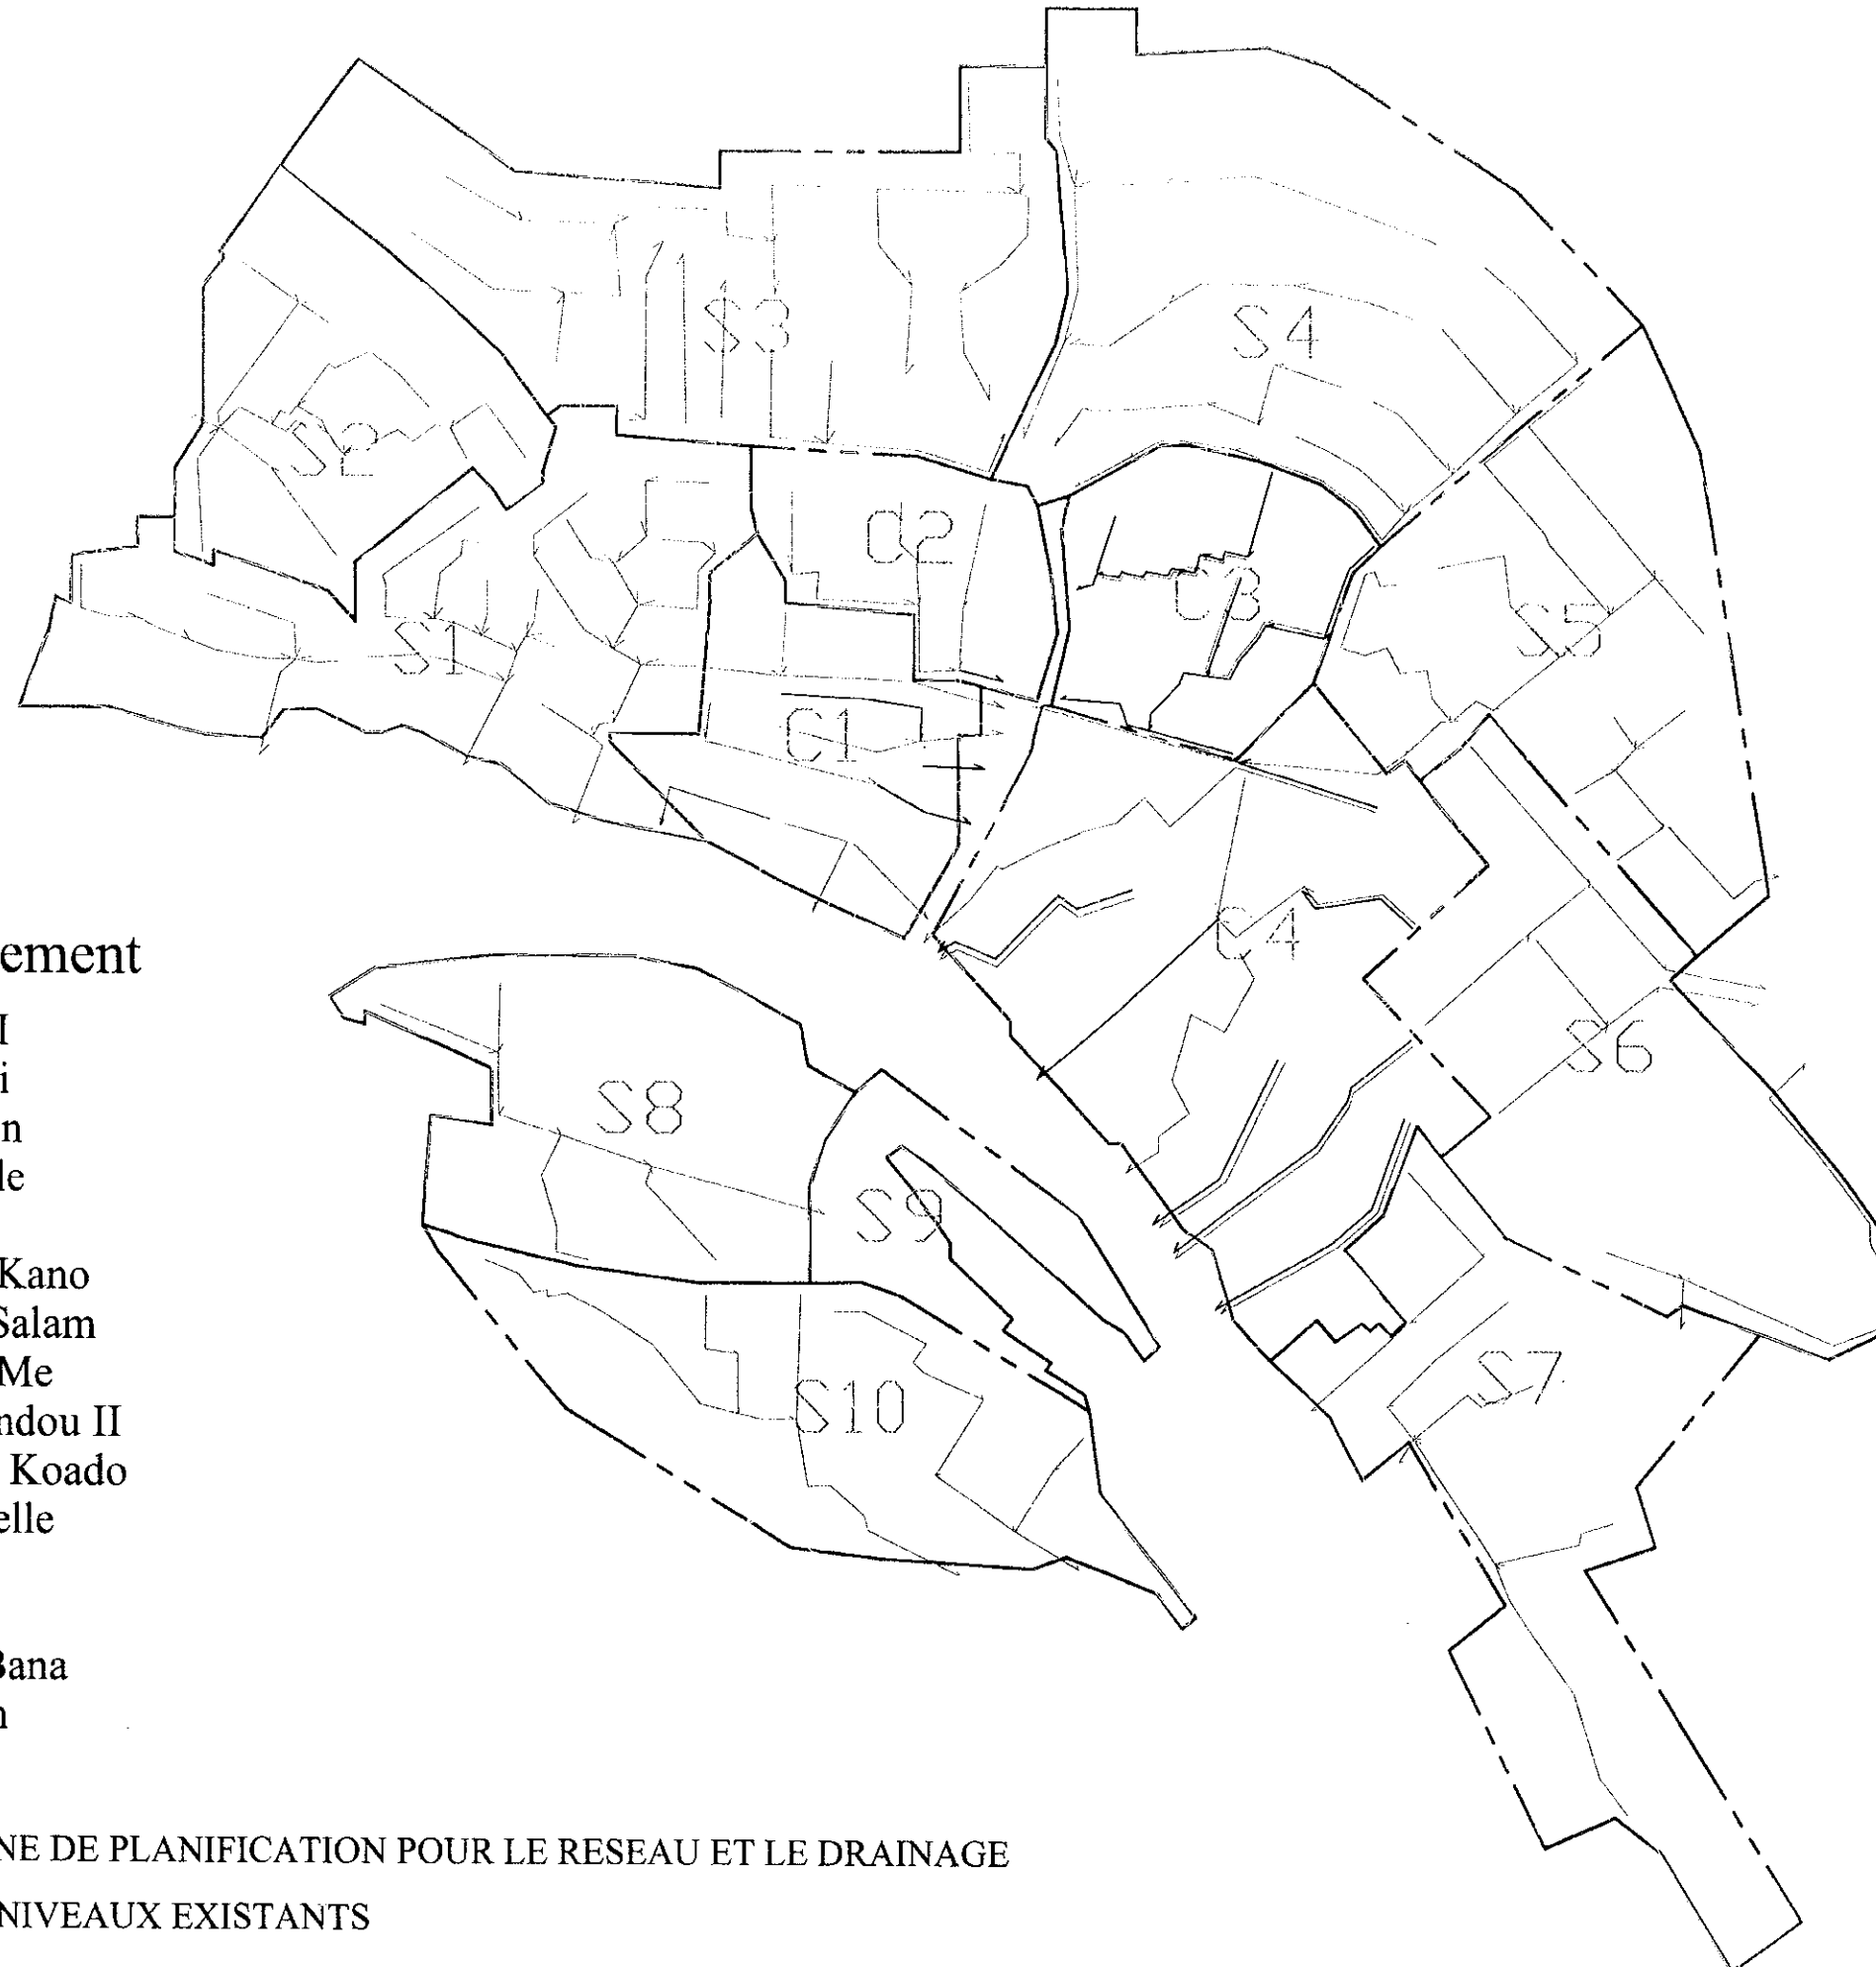 S3
S4
S2
C2
C3
S5
S1
C1
C4
ement
I
i
n
le
S6
S8
S9
Kano
Salam
Me
ndou II
Koado
elle
S7
S10
Bana
n
NE DE PLANIFICATION POUR LE RESEAU ET LE DRAINAGE
NIVEAUX EXISTANTS